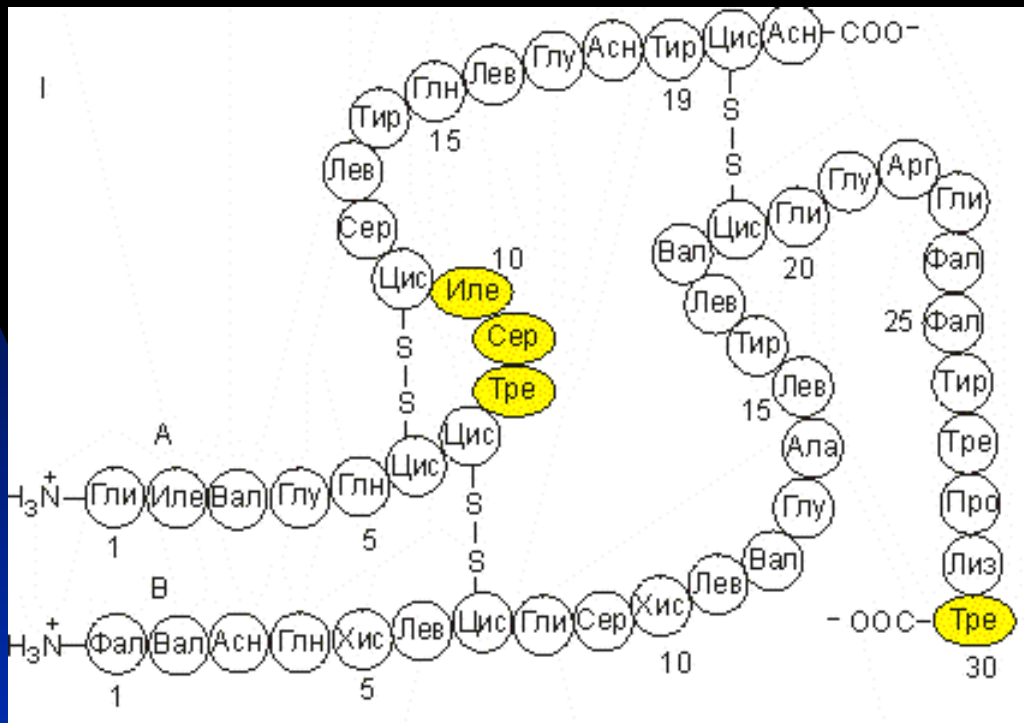 I
Тир Глн Лев Глу Асн Тир Цис Асн COO⁻
15 19
Лев
Сер
Цис Иле Сер Тре
10
S S
S S
Вал Цис Гли Глу Арг Гли
20
Лев
Тир
Лев
15
Ала
Глу
Вал
Фал
25 Фал
Тир
Тре
Про
Лиз
⁻OOC Тре
30
A
H₃N⁺ Гли Иле Вал Глу Глн Цис Цис
1 5
S
S
B
H₃N⁺ Фал Вал Асн Глн Хис Лев Цис Гли Сер Хис Лев
1 5 10